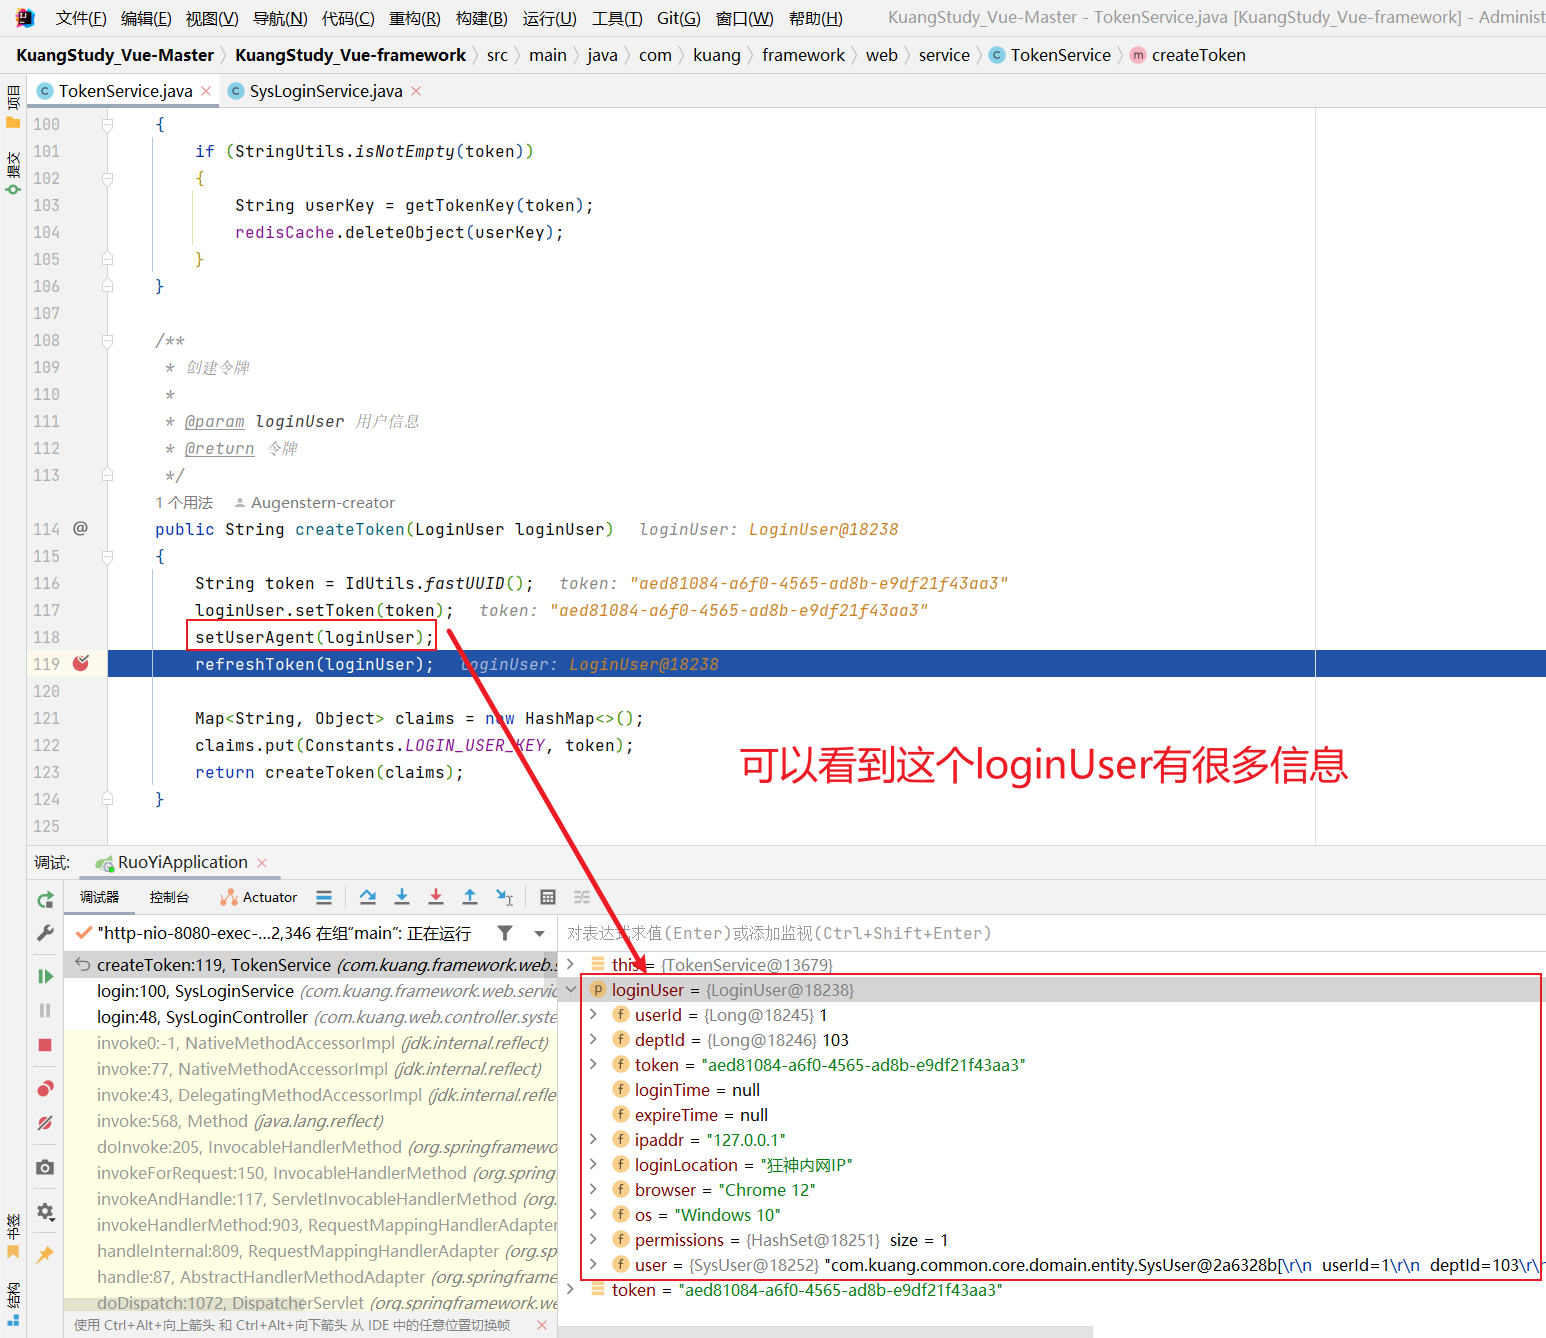 文件(F) 编辑(E) 视图(V) 导航(N) 代码(C) 重构(R) 构建(B) 运行(U) 工具(T) Git(G) 窗口(W) 帮助(H) KuangStudy_Vue-Master - TokenService.java [KuangStudy_Vue-framework] - Administ
KuangStudy_Vue-Master 〉 KuangStudy_Vue-framework 〉 src 〉 main 〉 java 〉 com 〉 kuang 〉 framework 〉 web 〉 service 〉 TokenService 〉 createToken
TokenService.java × SysLoginService.java ×
项目
提交
100 {
101 if (StringUtils.isNotEmpty(token))
102 {
103 String userKey = getTokenKey(token);
104 redisCache.deleteObject(userKey);
105 }
106 }
107
108 /**
109 * 创建令牌
110 *
111 * @param loginUser 用户信息
112 * @return 令牌
113 */
1 个用法 Augenstern-creator
114 @ public String createToken(LoginUser loginUser) loginUser: LoginUser@18238
115 {
116 String token = IdUtils.fastUUID(); token: "aed81084-a6f0-4565-ad8b-e9df21f43aa3"
117 loginUser.setToken(token); token: "aed81084-a6f0-4565-ad8b-e9df21f43aa3"
118 setUserAgent(loginUser);
119 refreshToken(loginUser); loginUser: LoginUser@18238
120
121 Map<String, Object> claims = new HashMap<>();
122 claims.put(Constants.LOGIN_USER_KEY, token);
123 return createToken(claims);
124 }
125
可以看到这个loginUser有很多信息
调试: RuoYiApplication ×
调试器 控制台 Actuator
"http-nio-8080-exec-...2,346 在组"main": 正在运行
createToken:119, TokenService (com.kuang.framework.web.s
login:100, SysLoginService (com.kuang.framework.web.servic
login:48, SysLoginController (com.kuang.web.controller.syste
invoke0:-1, NativeMethodAccessorImpl (jdk.internal.reflect)
invoke:77, NativeMethodAccessorImpl (jdk.internal.reflect)
invoke:43, DelegatingMethodAccessorImpl (jdk.internal.refle
invoke:568, Method (java.lang.reflect)
doInvoke:205, InvocableHandlerMethod (org.springframewo
invokeForRequest:150, InvocableHandlerMethod (org.spring
invokeAndHandle:117, ServletInvocableHandlerMethod (org.
invokeHandlerMethod:903, RequestMappingHandlerAdapter
handleInternal:809, RequestMappingHandlerAdapter (org.sp
handle:87, AbstractHandlerMethodAdapter (org.springframe
doDispatch:1072, DispatcherServlet (org.springframework.we
使用 Ctrl+Alt+向上箭头 和 Ctrl+Alt+向下箭头 从 IDE 中的任意位置切换帧 ×
对表达式求值(Enter)或添加监视(Ctrl+Shift+Enter)
this = {TokenService@13679}
loginUser = {LoginUser@18238}
userId = {Long@18245} 1
deptId = {Long@18246} 103
token = "aed81084-a6f0-4565-ad8b-e9df21f43aa3"
loginTime = null
expireTime = null
ipaddr = "127.0.0.1"
loginLocation = "狂神内网IP"
browser = "Chrome 12"
os = "Windows 10"
permissions = {HashSet@18251} size = 1
user = {SysUser@18252} "com.kuang.common.core.domain.entity.SysUser@2a6328b[\r\n userId=1\r\n deptId=103\r\n
token = "aed81084-a6f0-4565-ad8b-e9df21f43aa3"
书签
结构